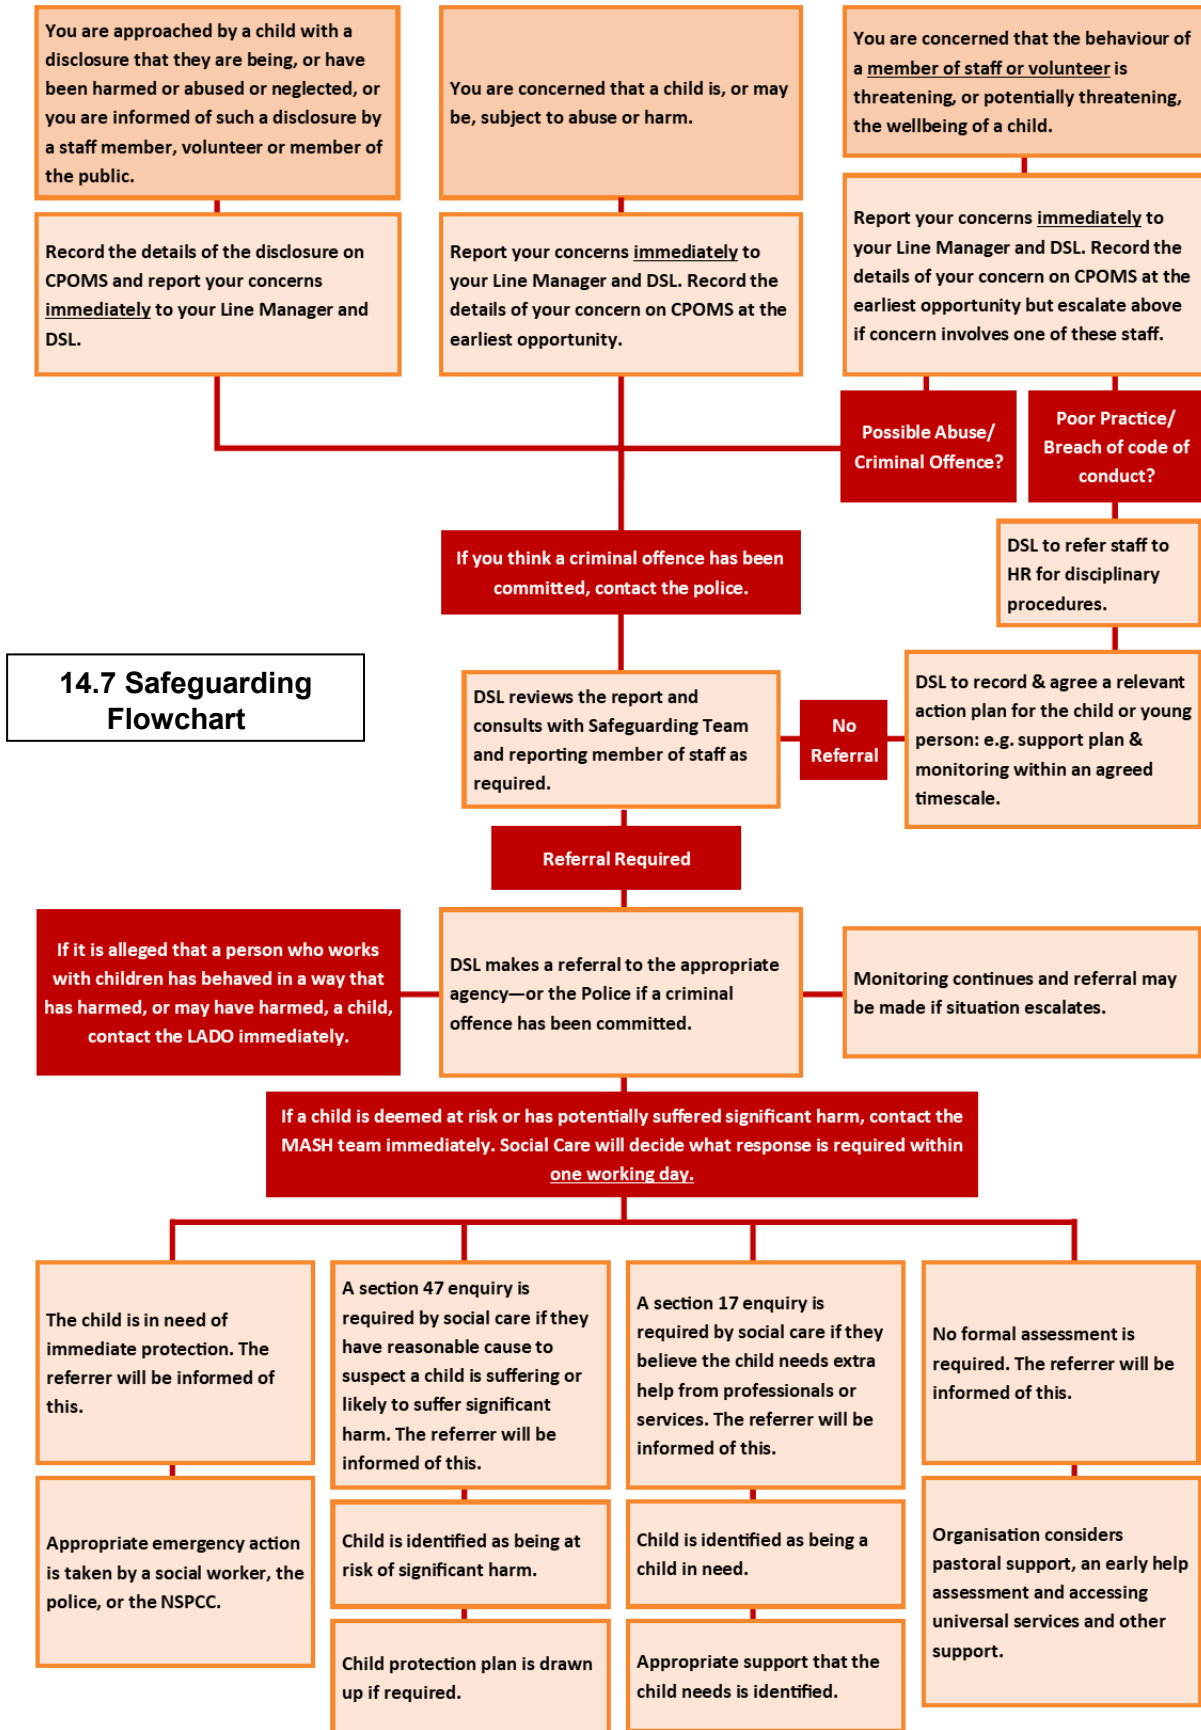 You are approached by a child with a
disclosure that they are being, or have
been harmed or abused or neglected, or
you are informed of such a disclosure by
a staff member, volunteer or member of
the public.
You are concerned that a child is, or may
be, subject to abuse or harm.
You are concerned that the behaviour of
a member of staff or volunteer is
threatening, or potentially threatening,
the wellbeing of a child.
Record the details of the disclosure on
CPOMS and report your concerns
immediately to your Line Manager and
DSL.
Report your concerns immediately to
your Line Manager and DSL. Record the
details of your concern on CPOMS at the
earliest opportunity.
Report your concerns immediately to
your Line Manager and DSL. Record the
details of your concern on CPOMS at the
earliest opportunity but escalate above
if concern involves one of these staff.
Possible Abuse/
Criminal Offence?
Poor Practice/
Breach of code of
conduct?
If you think a criminal offence has been
committed, contact the police.
DSL to refer staff to
HR for disciplinary
procedures.
14.7 Safeguarding
Flowchart
DSL reviews the report and
consults with Safeguarding Team
and reporting member of staff as
required.
No
Referral
DSL to record & agree a relevant
action plan for the child or young
person: e.g. support plan &
monitoring within an agreed
timescale.
Referral Required
If it is alleged that a person who works
with children has behaved in a way that
has harmed, or may have harmed, a child,
contact the LADO immediately.
DSL makes a referral to the appropriate
agency—or the Police if a criminal
offence has been committed.
Monitoring continues and referral may
be made if situation escalates.
If a child is deemed at risk or has potentially suffered significant harm, contact the
MASH team immediately. Social Care will decide what response is required within
one working day.
The child is in need of
immediate protection. The
referrer will be informed of
this.
A section 47 enquiry is
required by social care if they
have reasonable cause to
suspect a child is suffering or
likely to suffer significant
harm. The referrer will be
informed of this.
A section 17 enquiry is
required by social care if they
believe the child needs extra
help from professionals or
services. The referrer will be
informed of this.
No formal assessment is
required. The referrer will be
informed of this.
Appropriate emergency action
is taken by a social worker, the
police, or the NSPCC.
Child is identified as being at
risk of significant harm.
Child is identified as being a
child in need.
Organisation considers
pastoral support, an early help
assessment and accessing
universal services and other
support.
Child protection plan is drawn
up if required.
Appropriate support that the
child needs is identified.